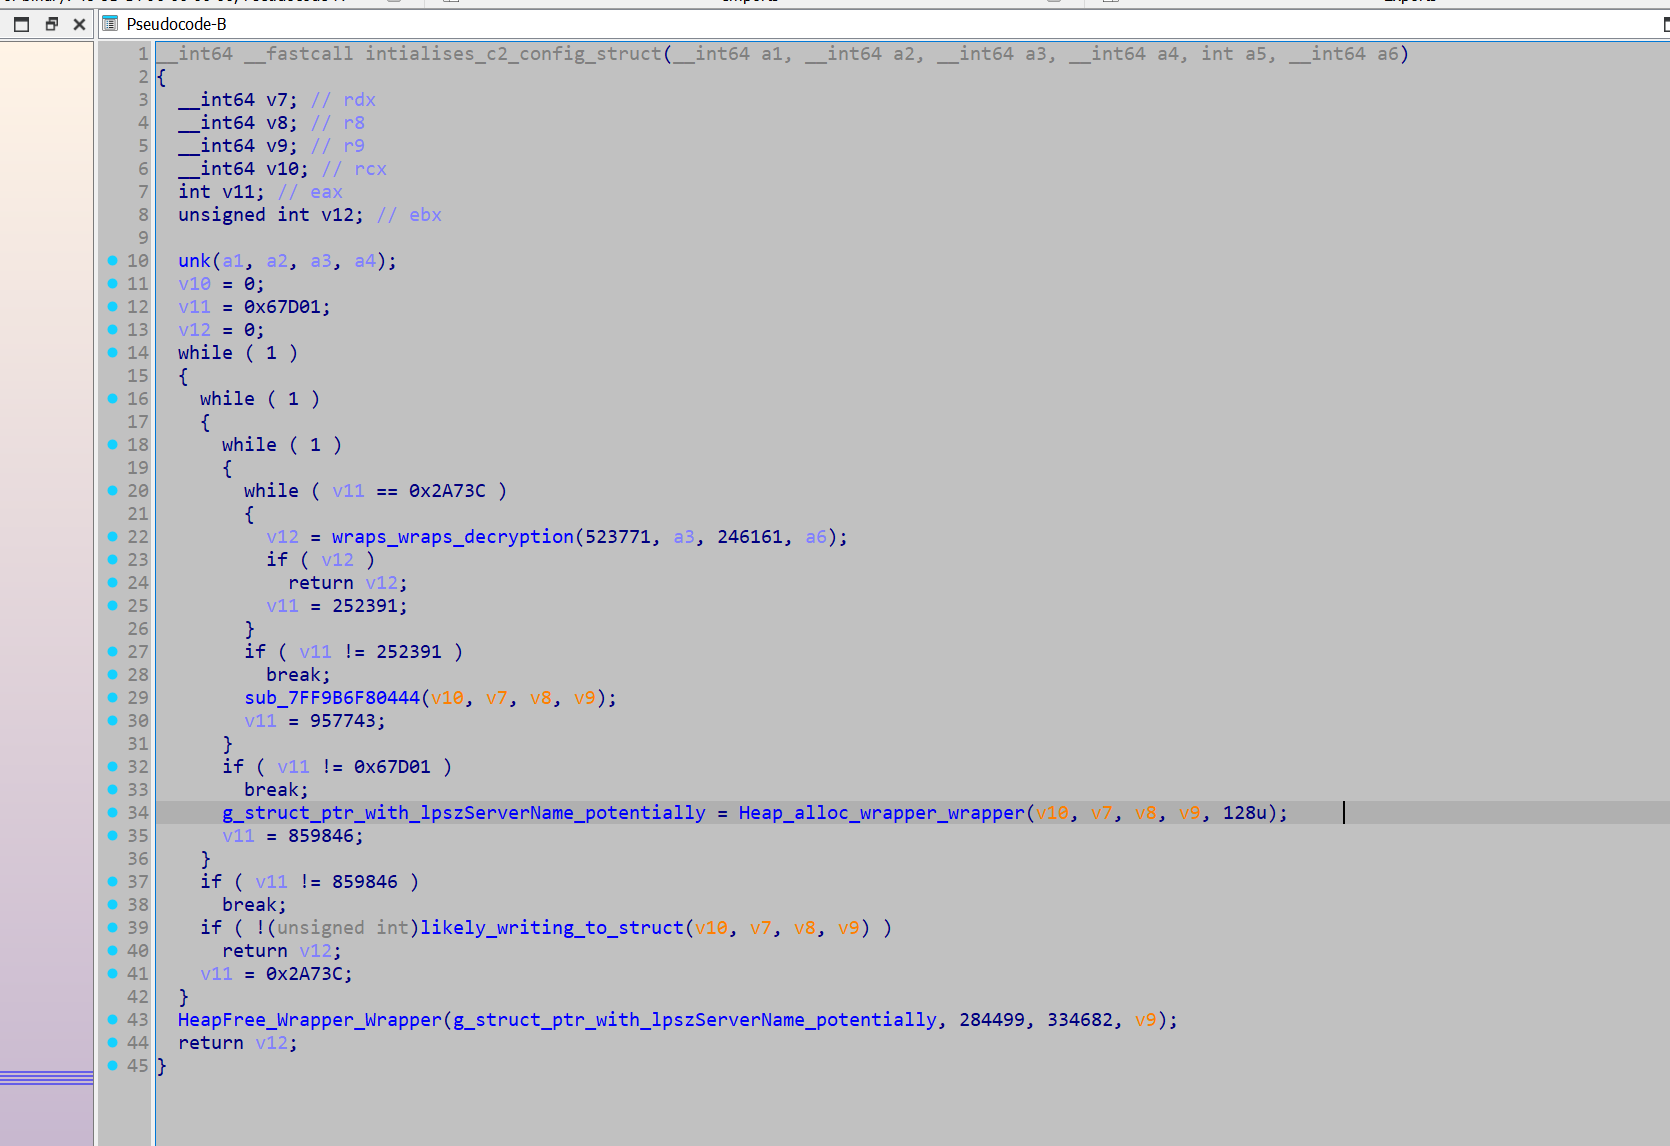 Pseudocode-B
1 __int64 __fastcall intialises_c2_config_struct(__int64 a1, __int64 a2, __int64 a3, __int64 a4, int a5, __int64 a6)
2 {
3 __int64 v7; // rdx
4 __int64 v8; // r8
5 __int64 v9; // r9
6 __int64 v10; // rcx
7 int v11; // eax
8 unsigned int v12; // ebx
9
10 unk(a1, a2, a3, a4);
11 v10 = 0;
12 v11 = 0x67D01;
13 v12 = 0;
14 while ( 1 )
15 {
16 while ( 1 )
17 {
18 while ( 1 )
19 {
20 while ( v11 == 0x2A73C )
21 {
22 v12 = wraps_wraps_decryption(523771, a3, 246161, a6);
23 if ( v12 )
24 return v12;
25 v11 = 252391;
26 }
27 if ( v11 != 252391 )
28 break;
29 sub_7FF9B6F80444(v10, v7, v8, v9);
30 v11 = 957743;
31 }
32 if ( v11 != 0x67D01 )
33 break;
34 g_struct_ptr_with_lpszServerName_potentially = Heap_alloc_wrapper_wrapper(v10, v7, v8, v9, 128u);
35 v11 = 859846;
36 }
37 if ( v11 != 859846 )
38 break;
39 if ( !(unsigned int)likely_writing_to_struct(v10, v7, v8, v9) )
40 return v12;
41 v11 = 0x2A73C;
42 }
43 HeapFree_Wrapper_Wrapper(g_struct_ptr_with_lpszServerName_potentially, 284499, 334682, v9);
44 return v12;
45 }